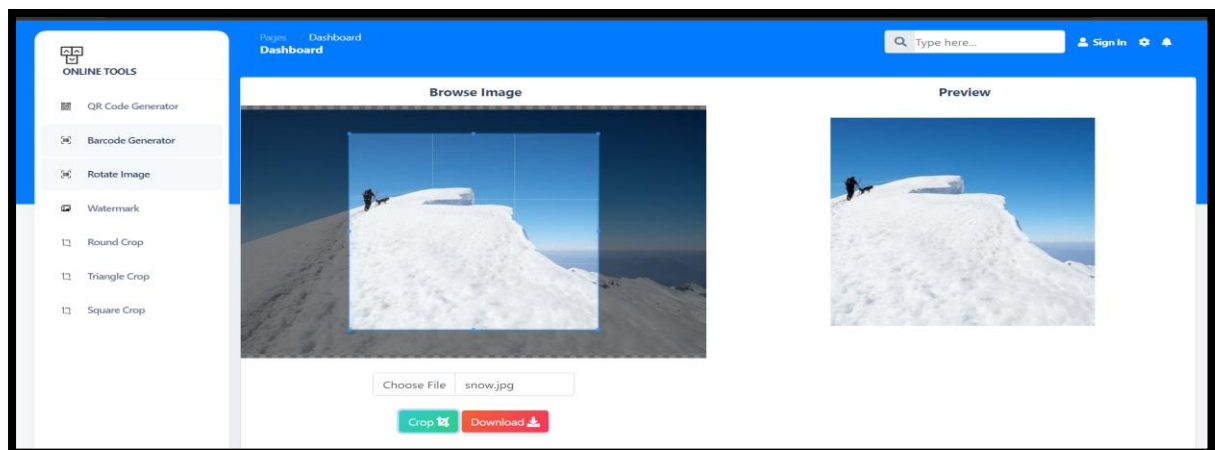 ONLINE TOOLS
QR Code Generator
Barcode Generator
Rotate Image
Watermark
Round Crop
Triangle Crop
Square Crop
Pages / Dashboard
Dashboard
Type here...
Sign In
Browse Image
Choose File snow.jpg
Crop
Download
Preview